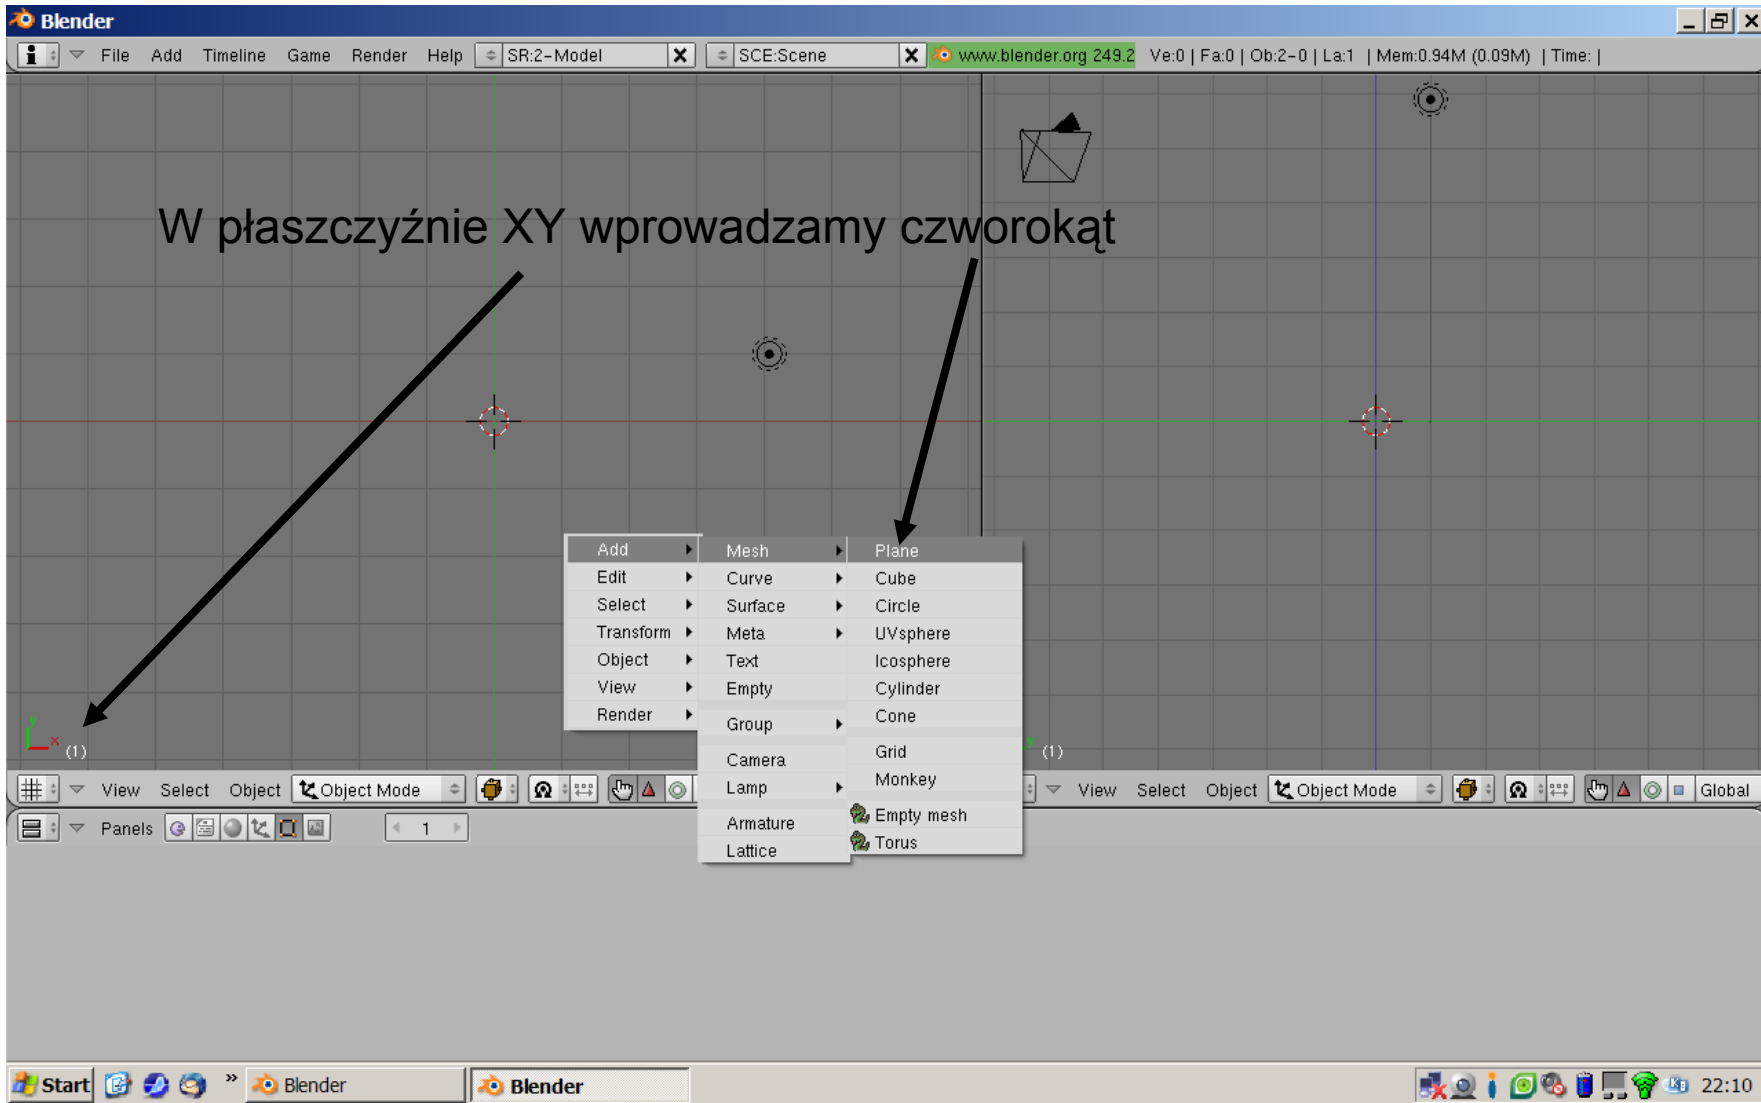 Blender
File Add Timeline Game Render Help SR:2-Model SCE:Scene www.blender.org 249.2 Ve:0 | Fa:0 | Ob:2-0 | La:1 | Mem:0.94M (0.09M) | Time: |
W płaszczyźnie XY wprowadzamy czworokąt
Add Mesh Plane
Edit Curve Cube
Select Surface Circle
Transform Meta UVsphere
Object Text Icosphere
View Empty Cylinder
Render Group Cone
Camera Grid
Lamp Monkey
Armature Empty mesh
Lattice Torus
y x (1)
y (1)
View Select Object Object Mode
View Select Object Object Mode Global
Panels 1
Start » Blender Blender 22:10